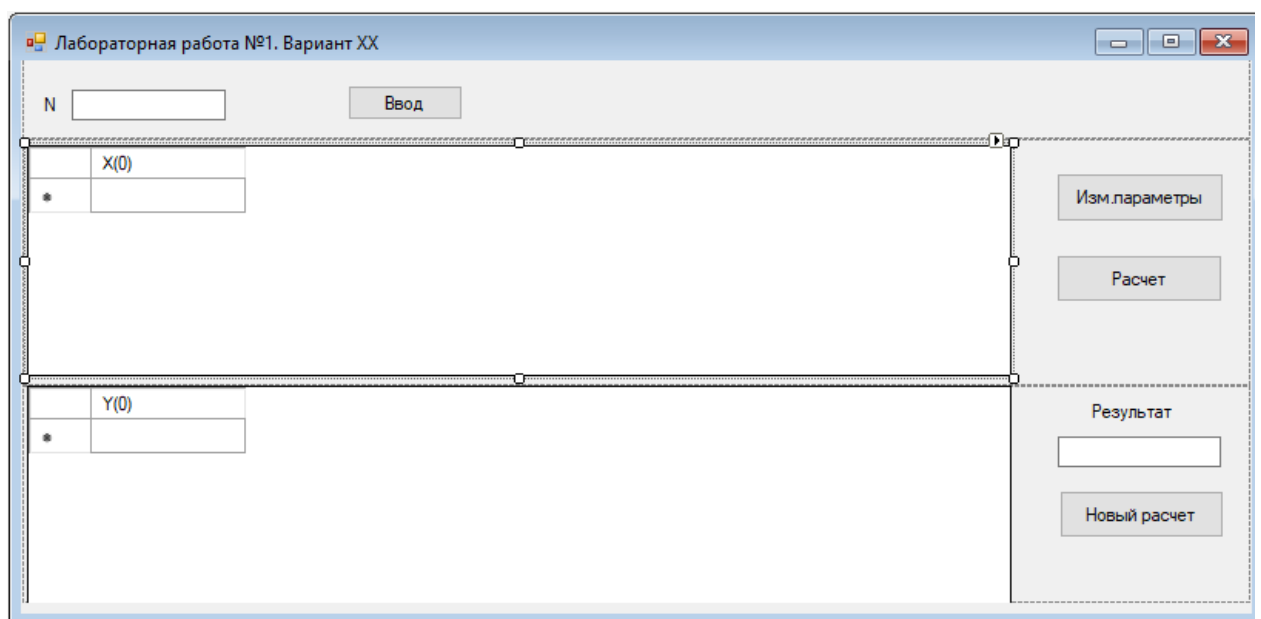 Лабораторная работа №1. Вариант XX
N Ввод
X(0)
Изм.параметры
Расчет
Y(0)
Результат
Новый расчет